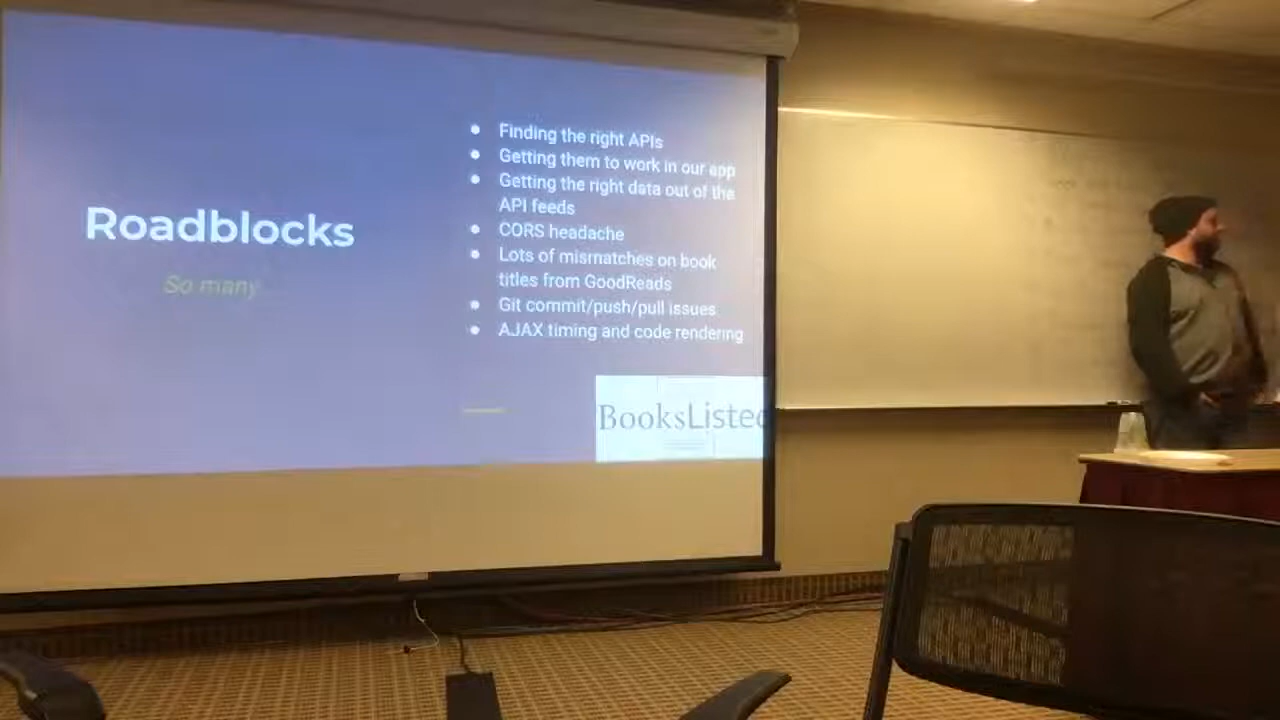 Roadblocks
So many
● Finding the right APIs
● Getting them to work in our app
● Getting the right data out of the
API feeds
● CORS headache
● Lots of mismatches on book
titles from GoodReads
● Git commit/push/pull issues
● AJAX timing and code rendering
BooksListed